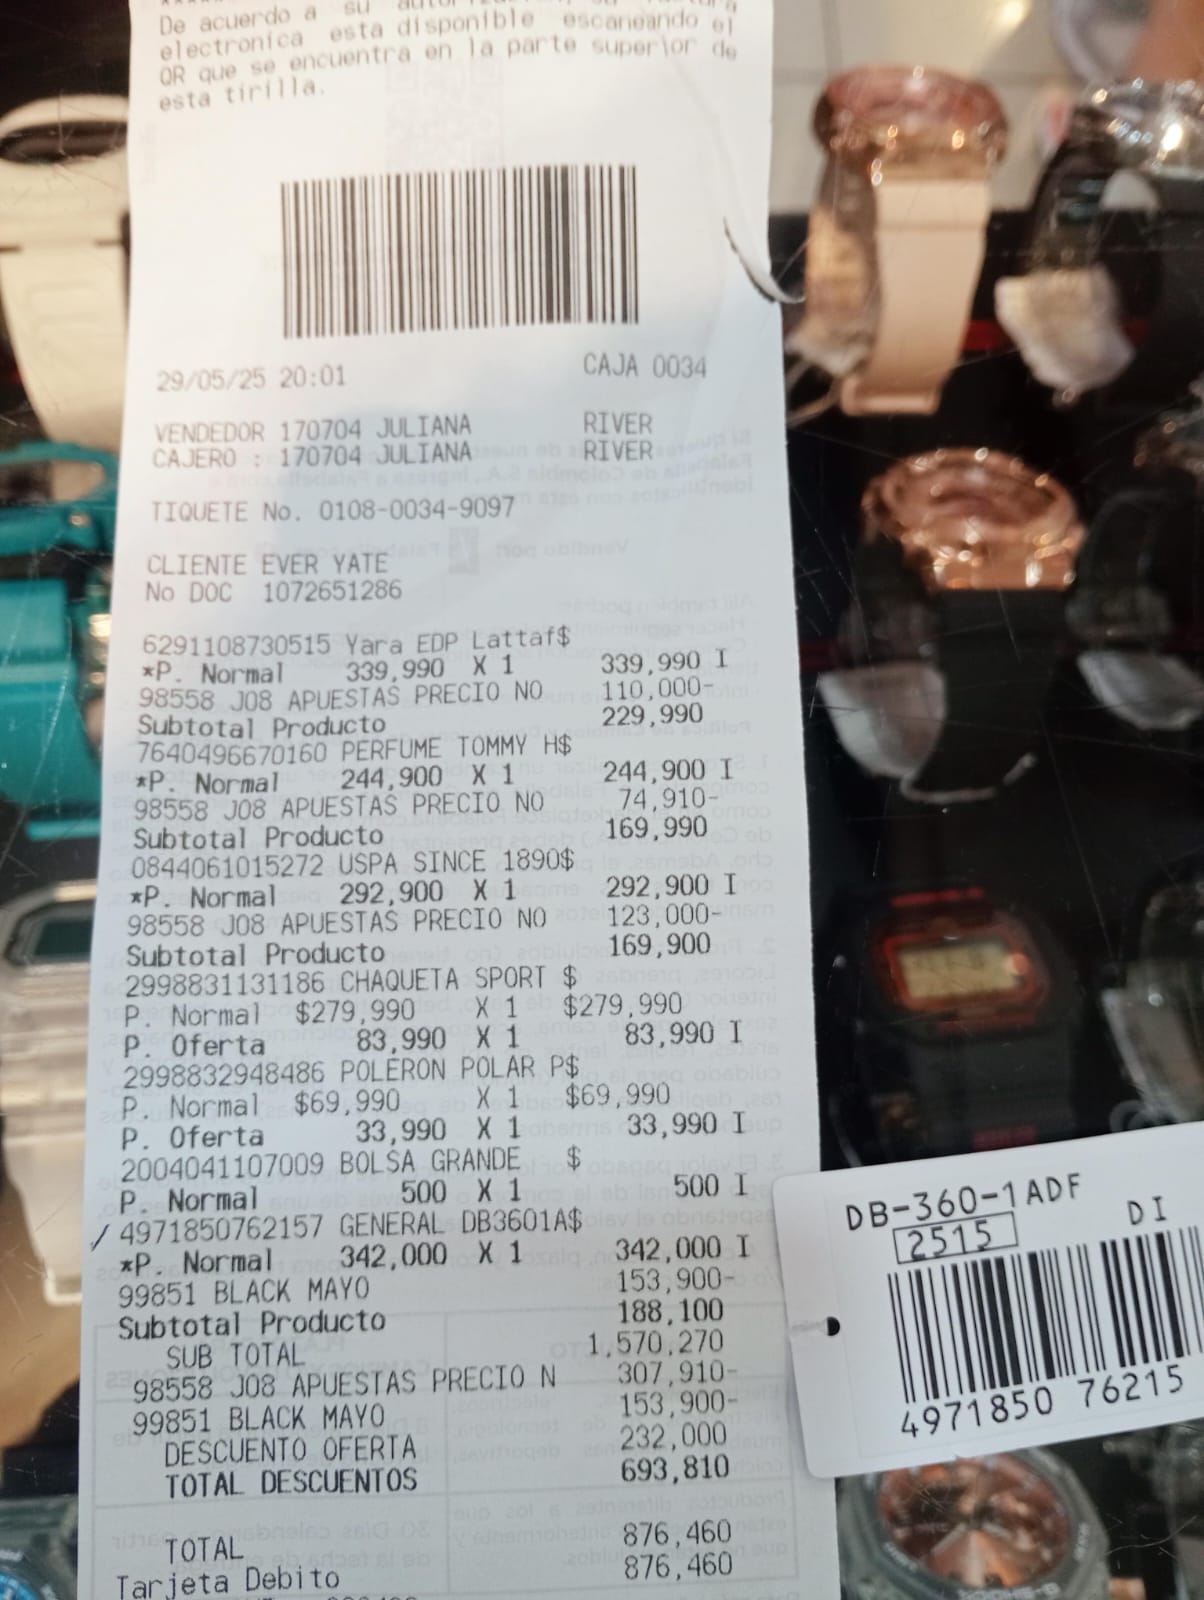 De acuerdo a su
electronica esta disponible escaneando el
QR que se encuentra en la parte superior de
esta tirilla.
29/05/25 20:01 CAJA 0034
VENDEDOR 170704 JULIANA RIVER
CAJERO : 170704 JULIANA RIVER
TIQUETE No. 0108-0034-9097
CLIENTE EVER YATE
No DOC 1072651286
6291108730515 Yara EDP Lattaf$
*P. Normal 339,990 X 1 339,990 I
98558 J08 APUESTAS PRECIO NO 110,000-
Subtotal Producto 229,990
7640496670160 PERFUME TOMMY H$
*P. Normal 244,900 X 1 244,900 I
98558 J08 APUESTAS PRECIO NO 74,910-
Subtotal Producto 169,990
0844061015272 USPA SINCE 1890$
*P. Normal 292,900 X 1 292,900 I
98558 J08 APUESTAS PRECIO NO 123,000-
Subtotal Producto 169,900
2998831131186 CHAQUETA SPORT $
P. Normal $279,990 X 1 $279,990
P. Oferta 83,990 X 1 83,990 I
2998832948486 POLERON POLAR P$
P. Normal $69,990 X 1 $69,990
P. Oferta 33,990 X 1 33,990 I
2004041107009 BOLSA GRANDE $
P. Normal 500 X 1 500 I
4971850762157 GENERAL DB3601A$
*P. Normal 342,000 X 1 342,000 I
99851 BLACK MAYO 153,900-
Subtotal Producto 188,100
SUB TOTAL 1,570,270
98558 J08 APUESTAS PRECIO N 307,910-
99851 BLACK MAYO 153,900-
DESCUENTO OFERTA 232,000
TOTAL DESCUENTOS 693,810
TOTAL 876,460
Tarjeta Debito 876,460
DB-360-1ADF
2515 DI
4971850 76215